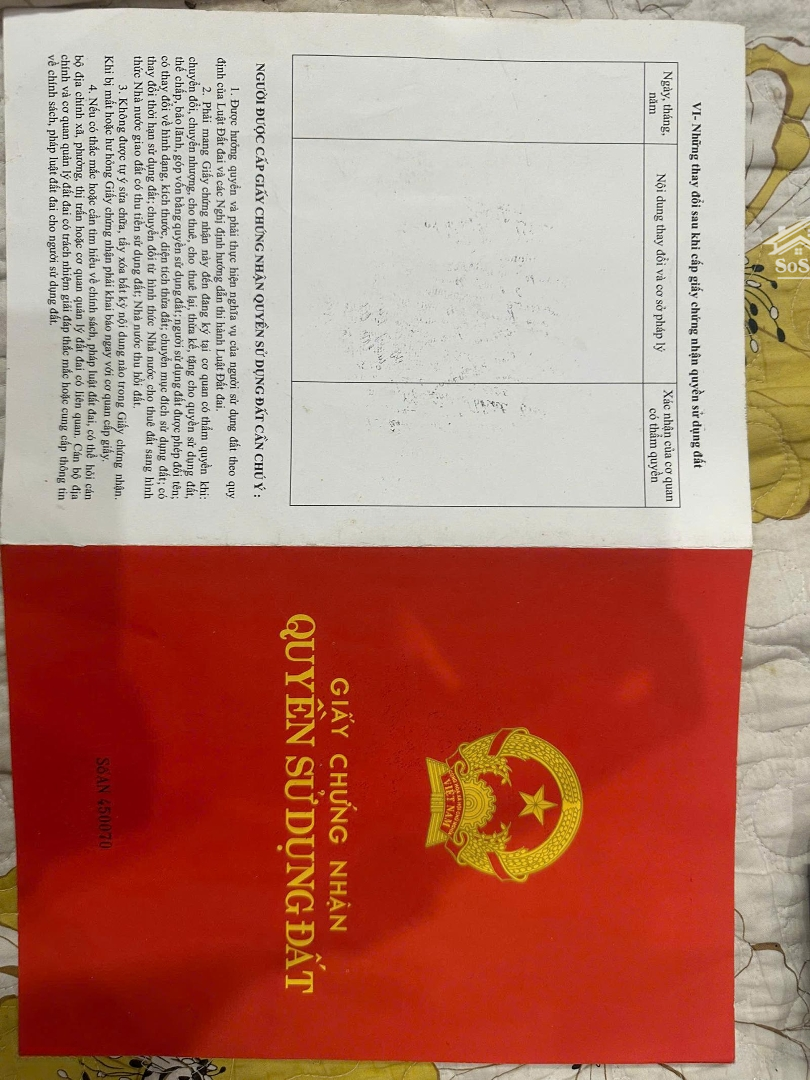 VI- Những thay đổi sau khi cấp giấy chứng nhận quyền sử dụng đất
Ngày, tháng,
năm
Nội dung thay đổi và cơ sở pháp lý
Xác nhận của cơ quan
có thẩm quyền
NGƯỜI ĐƯỢC CẤP GIẤY CHỨNG NHẬN QUYỀN SỬ DỤNG ĐẤT CẦN CHÚ Ý :
1. Được hưởng quyền và phải thực hiện nghĩa vụ của người sử dụng đất theo quy
định của Luật Đất đai và các Nghị định hướng dẫn thi hành Luật Đất đai.
2. Phải mang Giấy chứng nhận này đến đăng ký tại cơ quan có thẩm quyền khi:
chuyển đổi, chuyển nhượng, cho thuê, cho thuê lại, thừa kế, tặng cho quyền sử dụng đất,
thế chấp, bảo lãnh, góp vốn bằng quyền sử dụng đất; người sử dụng đất được phép đổi tên;
có thay đổi về hình dạng, kích thước, diện tích thửa đất; chuyển mục đích sử dụng đất; có
thay đổi thời hạn sử dụng đất; chuyển đổi từ hình thức Nhà nước cho thuê đất sang hình
thức Nhà nước giao đất có thu tiền sử dụng đất; Nhà nước thu hồi đất.
3. Không được tự ý sửa chữa, tẩy xóa bất kỳ nội dung nào trong Giấy chứng nhận.
Khi bị mất hoặc hư hỏng Giấy chứng nhận phải khai báo ngay với cơ quan cấp giấy.
4. Nếu có thắc mắc hoặc cần tìm hiểu về chính sách, pháp luật đất đai, có thể hỏi cán
bộ địa chính xã, phường, thị trấn hoặc cơ quan quản lý đất đai có liên quan. Cán bộ địa
chính và cơ quan quản lý đất đai có trách nhiệm giải đáp thắc mắc hoặc cung cấp thông tin
về chính sách, pháp luật đất đai cho người sử dụng đất.
VIỆT NAM
GIẤY CHỨNG NHẬN
QUYỀN SỬ DỤNG ĐẤT
Số AN 450070
SoS